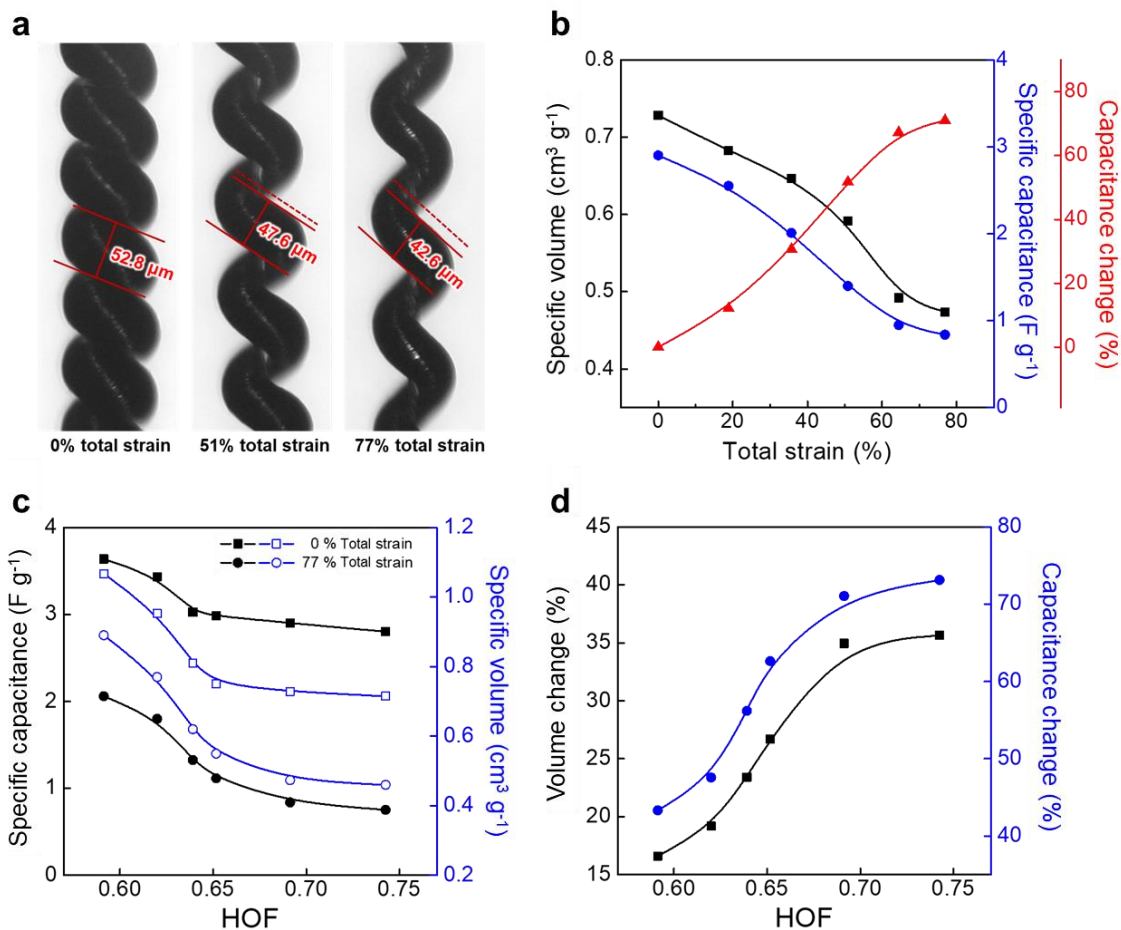 a
52.8 μm
47.6 μm
42.6 μm
0% total strain
51% total strain
77% total strain
b
Specific volume (cm³ g⁻¹)
0.8
0.7
0.6
0.5
0.4
0
20
40
60
80
Total strain (%)
4
3
2
1
0
Specific capacitance (F g⁻¹)
80
60
40
20
0
Capacitance change (%)
c
Specific capacitance (F g⁻¹)
4
3
2
1
0
0 % Total strain
77 % Total strain
0.60
0.65
0.70
0.75
HOF
1.2
1.0
0.8
0.6
0.4
0.2
Specific volume (cm³ g⁻¹)
d
Volume change (%)
45
40
35
30
25
20
15
0.60
0.65
0.70
0.75
HOF
80
70
60
50
40
Capacitance change (%)